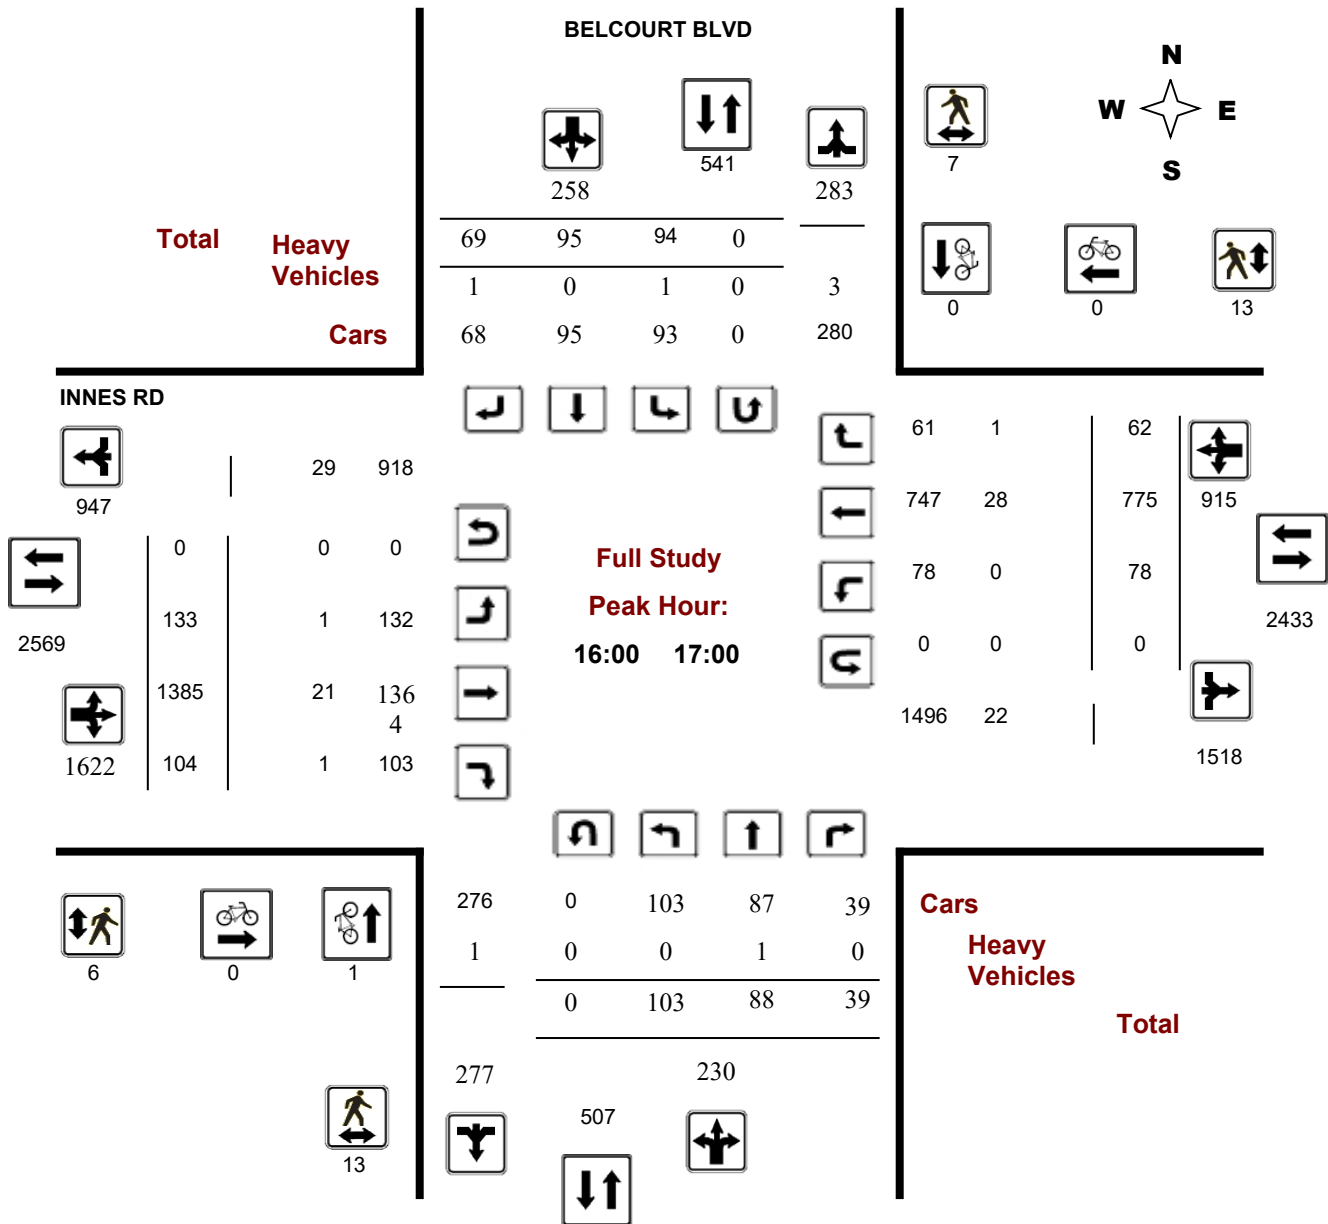 BELCOURT BLVD
N
W E
S
541
7
258 283
Total Heavy
Vehicles
69 95 94 0
1 0 1 0 3
Cars 68 95 93 0 280
0 0 13
INNES RD
61 1 62
29 918
947
747 28 775 915
0 0 0
Full Study
78 0 78
Peak Hour:
133 1 132
2433
2569
16:00 17:00
0 0 0
1385 21 136
4
1496 22
1622 104 1 103
1518
276 0 103 87 39 Cars
1 0 0 1 0 Heavy
Vehicles
6 0 1
0 103 88 39
Total
277 230
507
13